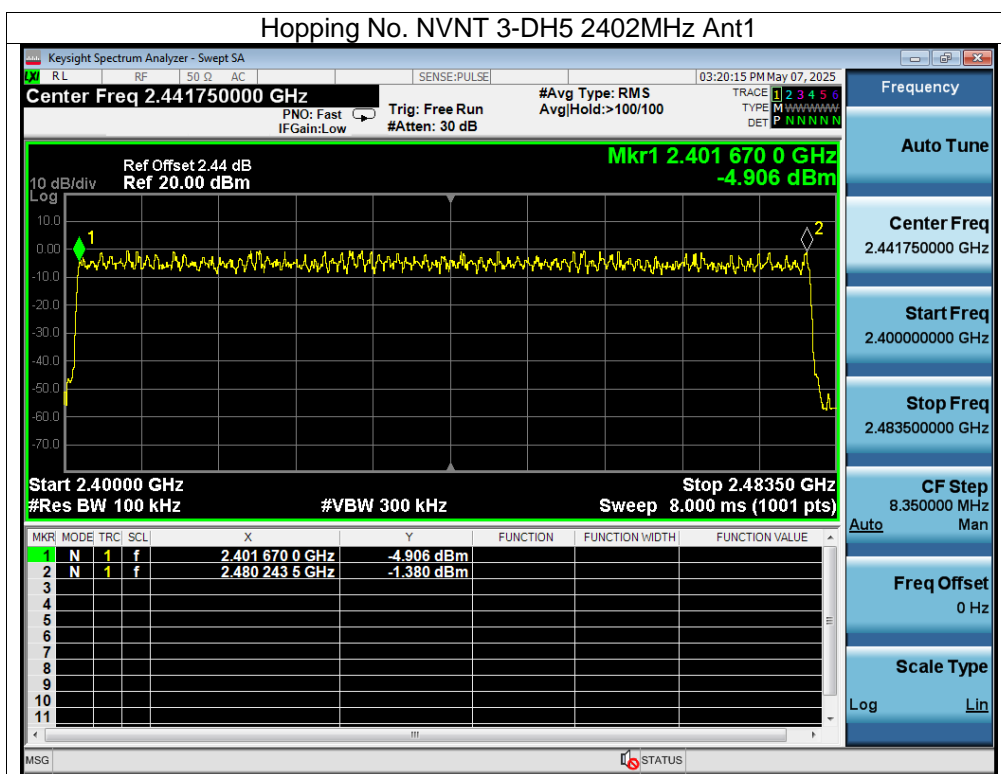 Hopping No. NVNT 3-DH5 2402MHz Ant1
Keysight Spectrum Analyzer - Swept SA
LXI RL RF 50 Ω AC SENSE:PULSE 03:20:15 PM May 07, 2025
Center Freq 2.441750000 GHz #Avg Type: RMS TRACE 1 2 3 4 5 6
PNO: Fast Trig: Free Run Avg|Hold:>100/100 TYPE M WWWWW
IFGain:Low #Atten: 30 dB DET P N N N N N
Mkr1 2.401 670 0 GHz
Ref Offset 2.44 dB
10 dB/div Ref 20.00 dBm -4.906 dBm
Log
10.0
0.00
-10.0
-20.0
-30.0
-40.0
-50.0
-60.0
-70.0
1
2
Start 2.40000 GHz Stop 2.48350 GHz
#Res BW 100 kHz #VBW 300 kHz Sweep 8.000 ms (1001 pts)
MKR MODE TRC SCL X Y FUNCTION FUNCTION WIDTH FUNCTION VALUE
1 N 1 f 2.401 670 0 GHz -4.906 dBm
2 N 1 f 2.480 243 5 GHz -1.380 dBm
3
4
5
6
7
8
9
10
11
MSG STATUS
Frequency
Auto Tune
Center Freq
2.441750000 GHz
Start Freq
2.400000000 GHz
Stop Freq
2.483500000 GHz
CF Step
8.350000 MHz
Auto Man
Freq Offset
0 Hz
Scale Type
Log Lin